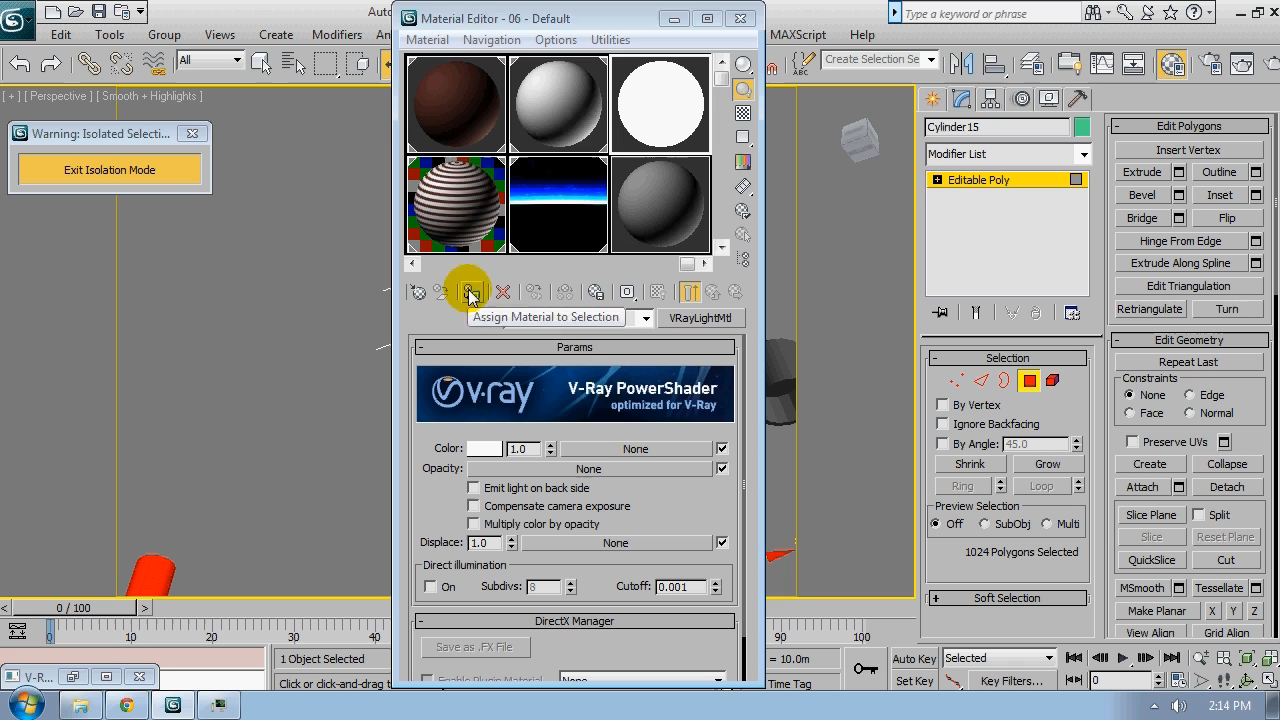 Auto
Material Editor - 06 - Default
Type a keyword or phrase
Edit Tools Group Views Create Modifiers An
Material Navigation Options Utilities
MAXScript Help
All
Create Selection Se
[ + ] [ Perspective ] [ Smooth + Highlights ]
Warning: Isolated Selecti...
Exit Isolation Mode
Cylinder15
Modifier List
Editable Poly
Edit Polygons
Insert Vertex
Extrude Outline
Bevel Inset
Bridge Flip
Hinge From Edge
Extrude Along Spline
Edit Triangulation
Retriangulate Turn
Assign Material to Selection
VRayLightMtl
Params
v·ray
V-Ray PowerShader
optimized for V-Ray
Color: 1.0 None
Opacity: None
Emit light on back side
Compensate camera exposure
Multiply color by opacity
Displace: 1.0 None
Direct illumination
On Subdivs: 8 Cutoff: 0.001
DirectX Manager
Save as .FX File
Enable Plugin Material None
Selection
By Vertex
Ignore Backfacing
By Angle: 45.0
Shrink Grow
Ring Loop
Preview Selection
Off SubObj Multi
1024 Polygons Selected
Soft Selection
Edit Geometry
Repeat Last
Constraints
None Edge
Face Normal
Preserve UVs
Create Collapse
Attach Detach
Slice Plane Split
Slice Reset Plane
QuickSlice Cut
MSmooth Tessellate
Make Planar X Y Z
View Align Grid Align
0 / 100
0 10 20 30 40 80 90 100
1 Object Selected
Click or click-and-drag t
= 10.0m
Time Tag
Auto Key Selected
Set Key Key Filters... 0
V-R...
2:14 PM